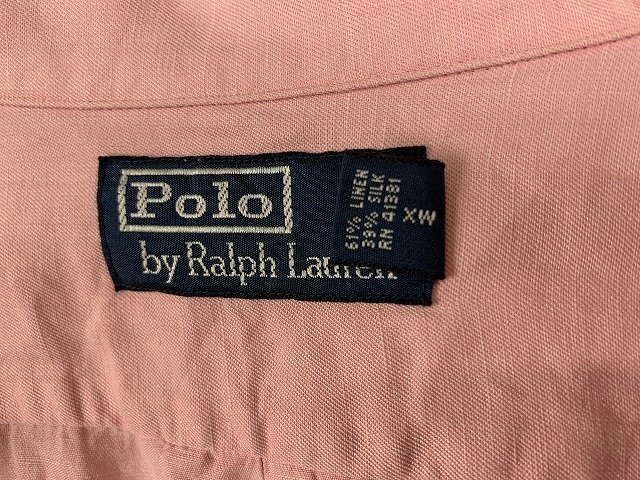 Polo
by Ralph Lauren
61% LINEN
39% SILK
RN 41381
XW